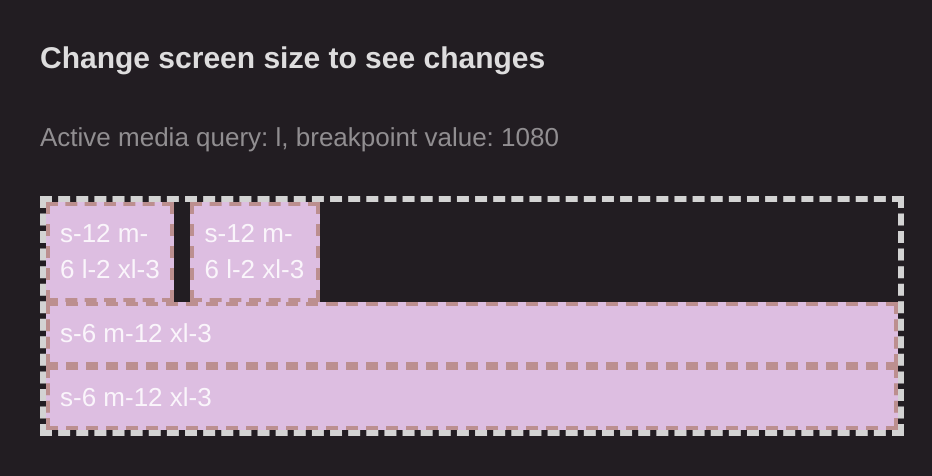 Change screen size to see changes
Active media query: l, breakpoint value: 1080
s-12 m-
6 l-2 xl-3
s-12 m-
6 l-2 xl-3
s-6 m-12 xl-3
s-6 m-12 xl-3